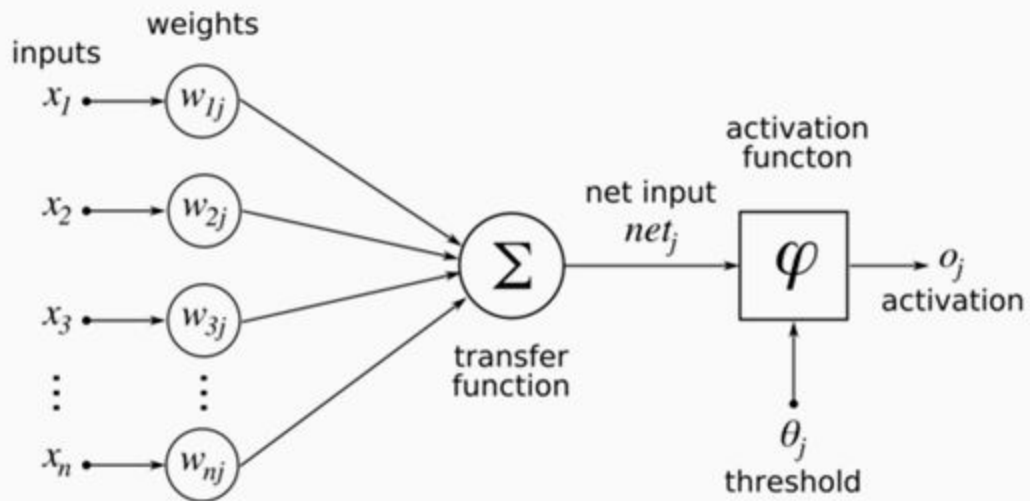 weights
inputs
x₁
w₁ⱼ
x₂
w₂ⱼ
x₃
w₃ⱼ
⋮ ⋮
xₙ
wₙⱼ
Σ
transfer
function
net input
netⱼ
activation
functon
φ
oⱼ
activation
θⱼ
threshold